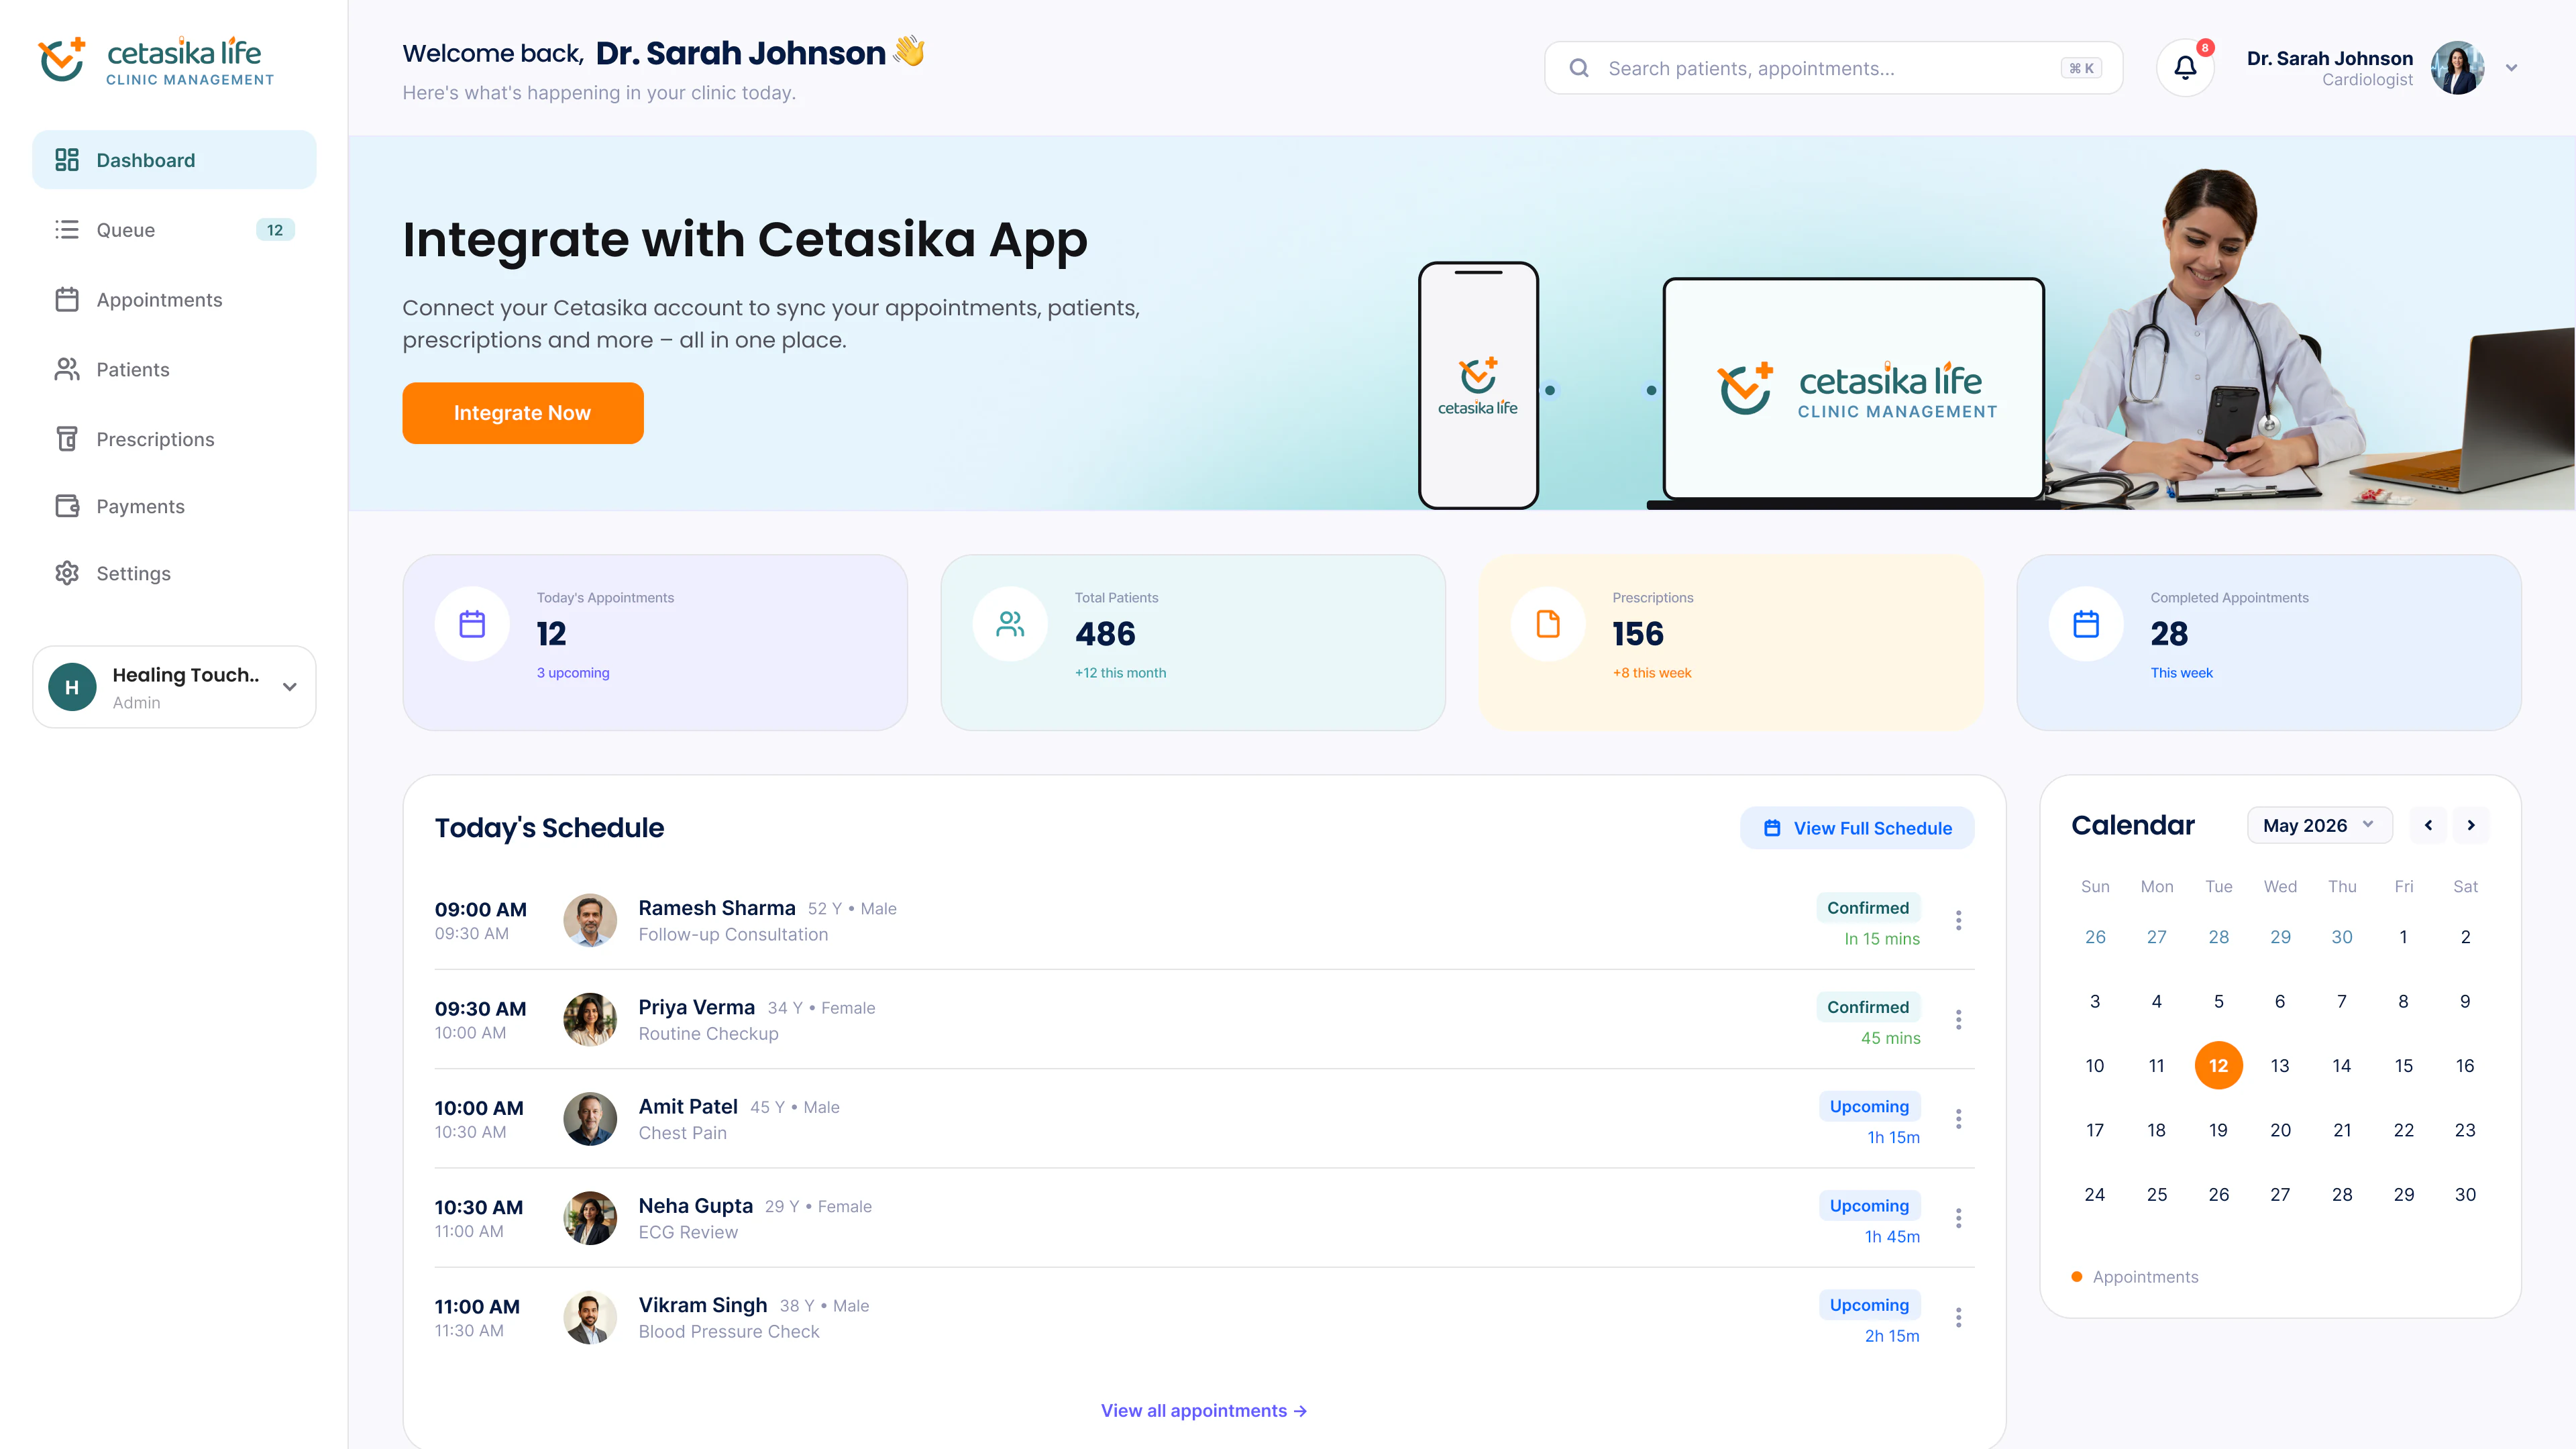 cetasika life
CLINIC MANAGEMENT
Dashboard
Queue 12
Appointments
Patients
Prescriptions
Payments
Settings
H
Healing Touch..
Admin
Welcome back, Dr. Sarah Johnson 👋
Here's what's happening in your clinic today.
Search patients, appointments...
⌘ K
8
Dr. Sarah Johnson
Cardiologist
Integrate with Cetasika App
Connect your Cetasika account to sync your appointments, patients,
prescriptions and more – all in one place.
Integrate Now
cetasika life
cetasika life
CLINIC MANAGEMENT
Today's Appointments
12
3 upcoming
Total Patients
486
+12 this month
Prescriptions
156
+8 this week
Completed Appointments
28
This week
Today's Schedule
View Full Schedule
09:00 AM
09:30 AM
Ramesh Sharma 52 Y • Male
Follow-up Consultation
Confirmed
In 15 mins
09:30 AM
10:00 AM
Priya Verma 34 Y • Female
Routine Checkup
Confirmed
45 mins
10:00 AM
10:30 AM
Amit Patel 45 Y • Male
Chest Pain
Upcoming
1h 15m
10:30 AM
11:00 AM
Neha Gupta 29 Y • Female
ECG Review
Upcoming
1h 45m
11:00 AM
11:30 AM
Vikram Singh 38 Y • Male
Blood Pressure Check
Upcoming
2h 15m
View all appointments →
Calendar
May 2026
Sun Mon Tue Wed Thu Fri Sat
26 27 28 29 30 1 2
3 4 5 6 7 8 9
10 11 12 13 14 15 16
17 18 19 20 21 22 23
24 25 26 27 28 29 30
Appointments